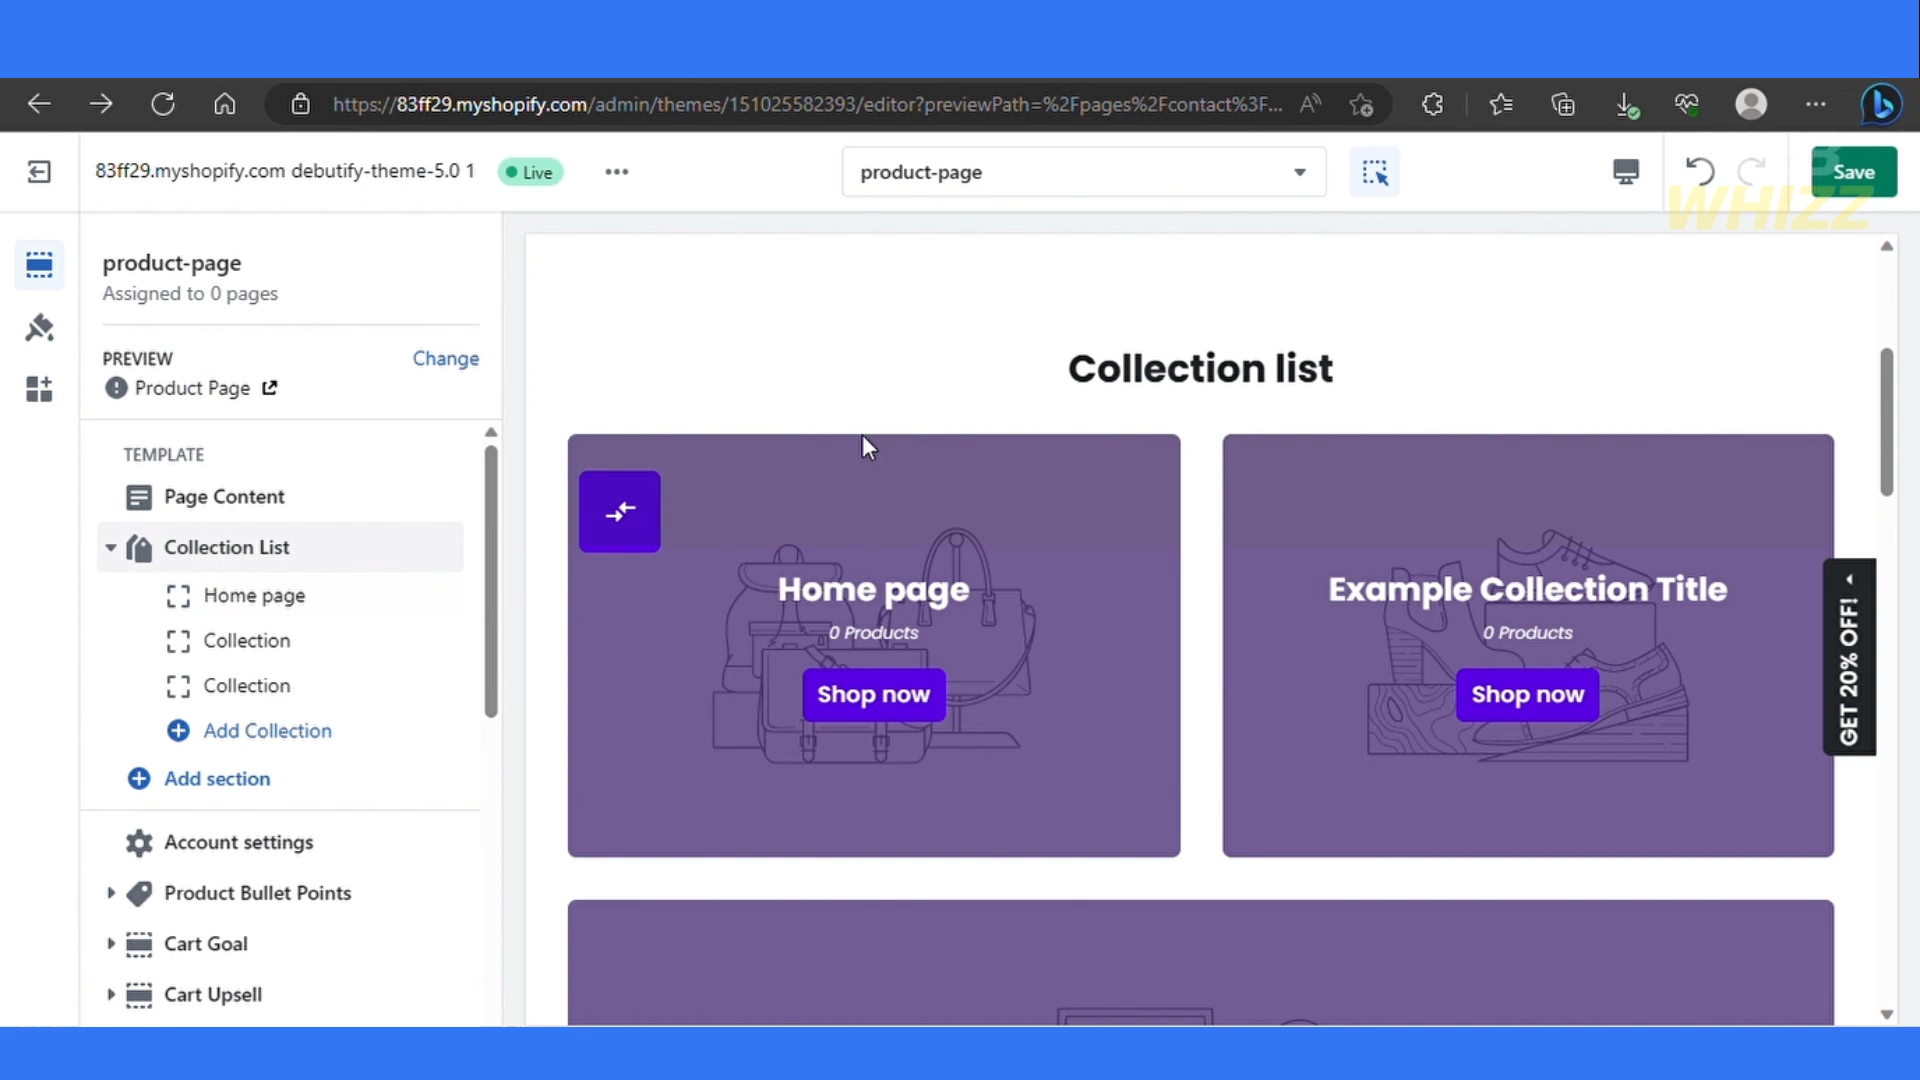 https://83ff29.myshopify.com/admin/themes/151025582393/editor?previewPath=%2Fpages%2Fcontact%3F...
83ff29.myshopify.com debutify-theme-5.0 1
Live
product-page
Save
WHIZZ
product-page
Assigned to 0 pages
PREVIEW
Change
Product Page
TEMPLATE
Page Content
Collection List
Home page
Collection
Collection
Add Collection
Add section
Account settings
Product Bullet Points
Cart Goal
Cart Upsell
Collection list
Home page
0 Products
Shop now
Example Collection Title
0 Products
Shop now
GET 20% OFF!